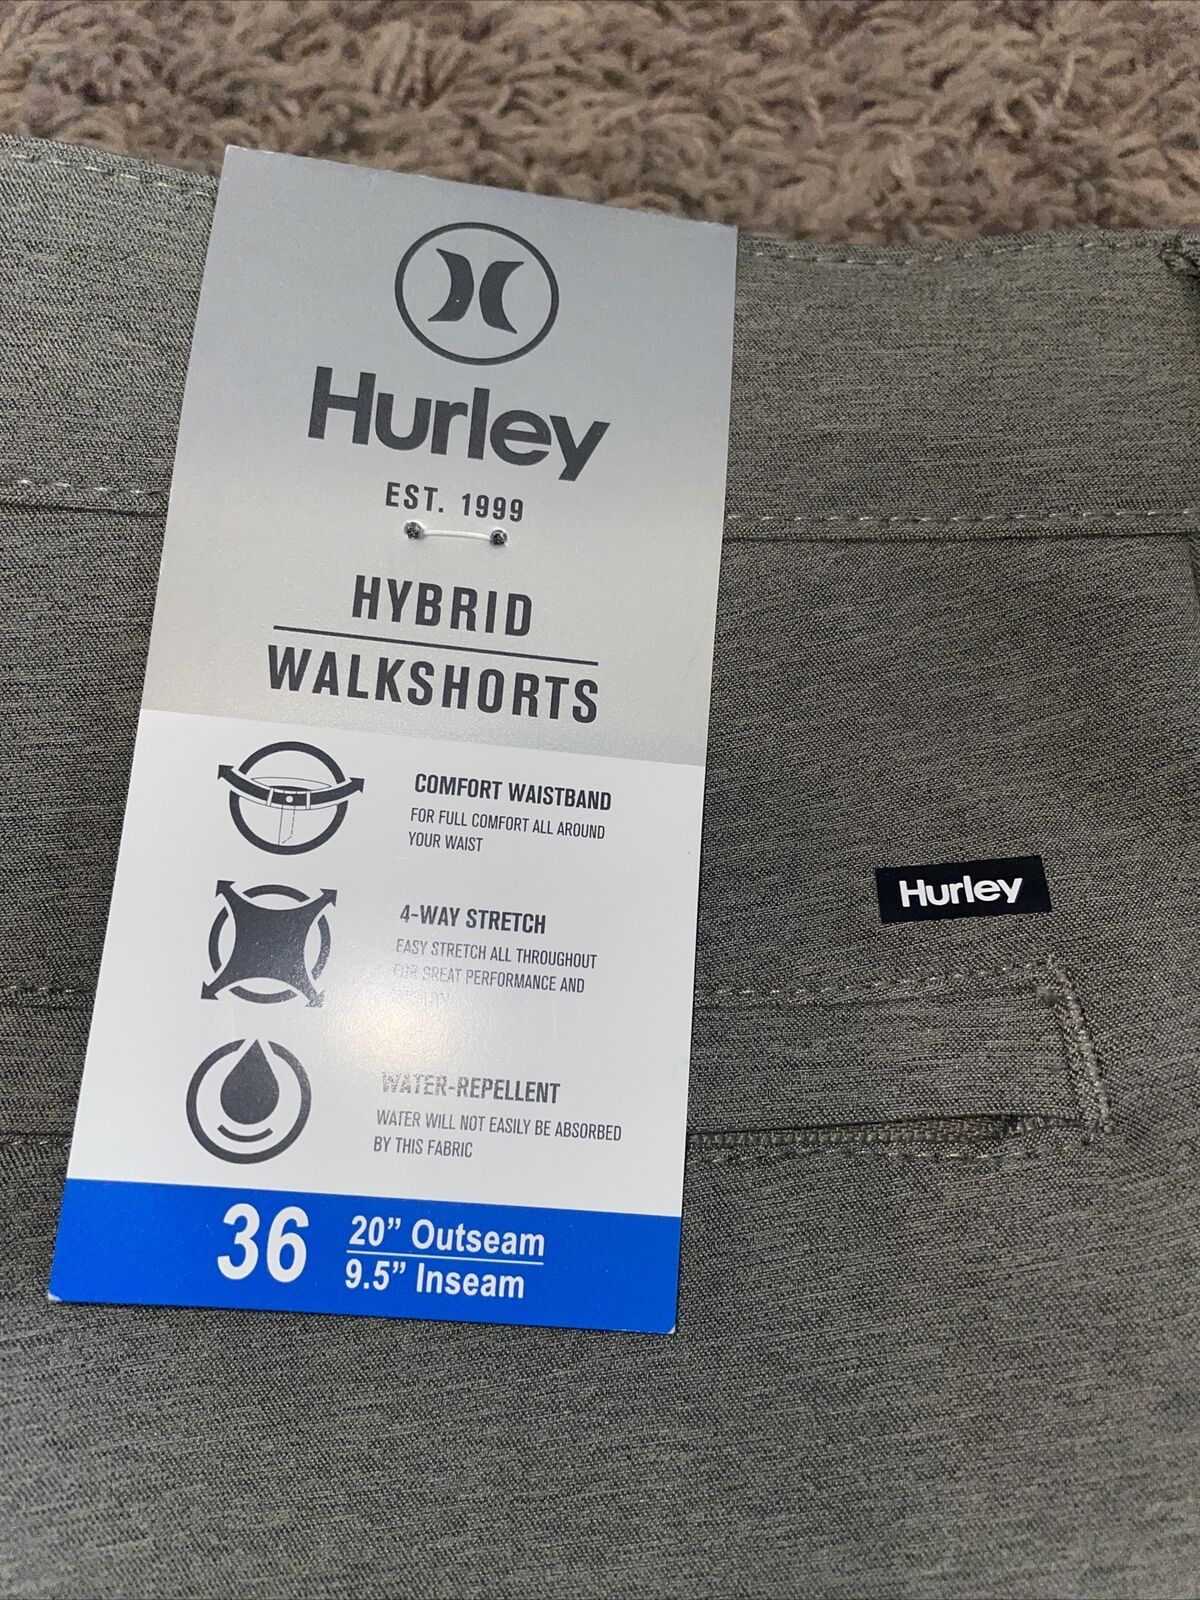 Hurley
EST. 1999
HYBRID
WALKSHORTS
COMFORT WAISTBAND
FOR FULL COMFORT ALL AROUND
YOUR WAIST
4-WAY STRETCH
EASY STRETCH ALL THROUGHOUT
FOR GREAT PERFORMANCE AND
WATER-REPELLENT
WATER WILL NOT EASILY BE ABSORBED
BY THIS FABRIC
36
20” Outseam
9.5” Inseam
Hurley